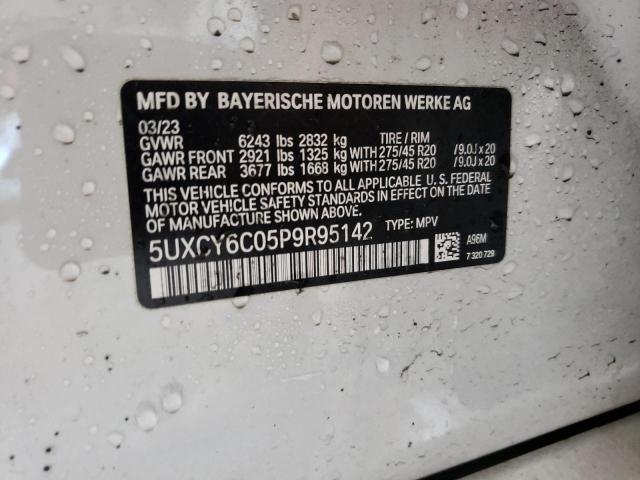 MFD BY BAYERISCHE MOTOREN WERKE AG
03/23
GVWR 6243 lbs 2832 kg TIRE / RIM
GAWR FRONT 2921 lbs 1325 kg WITH 275/45 R20 / 9.0J x 20
GAWR REAR 3677 lbs 1668 kg WITH 275/45 R20 / 9.0J x 20
THIS VEHICLE CONFORMS TO ALL APPLICABLE U.S. FEDERAL
MOTOR VEHICLE SAFETY STANDARDS IN EFFECT ON THE DATE
OF MANUFACTURE SHOWN ABOVE.
5UXCY6C05P9R95142 TYPE: MPV
A96M
7 320 729